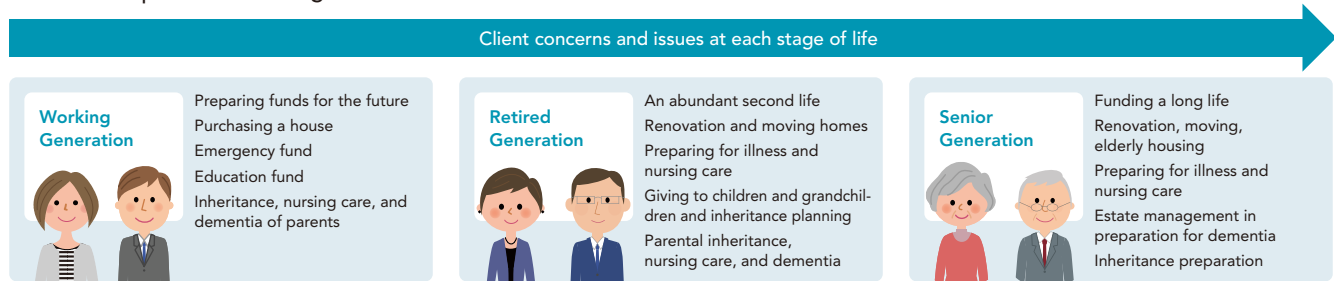 Client concerns and issues at each stage of life
Working
Generation
Preparing funds for the future
Purchasing a house
Emergency fund
Education fund
Inheritance, nursing care, and
dementia of parents
Retired
Generation
An abundant second life
Renovation and moving homes
Preparing for illness and
nursing care
Giving to children and grandchil-
dren and inheritance planning
Parental inheritance,
nursing care, and dementia
Senior
Generation
Funding a long life
Renovation, moving,
elderly housing
Preparing for illness and
nursing care
Estate management in
preparation for dementia
Inheritance preparation